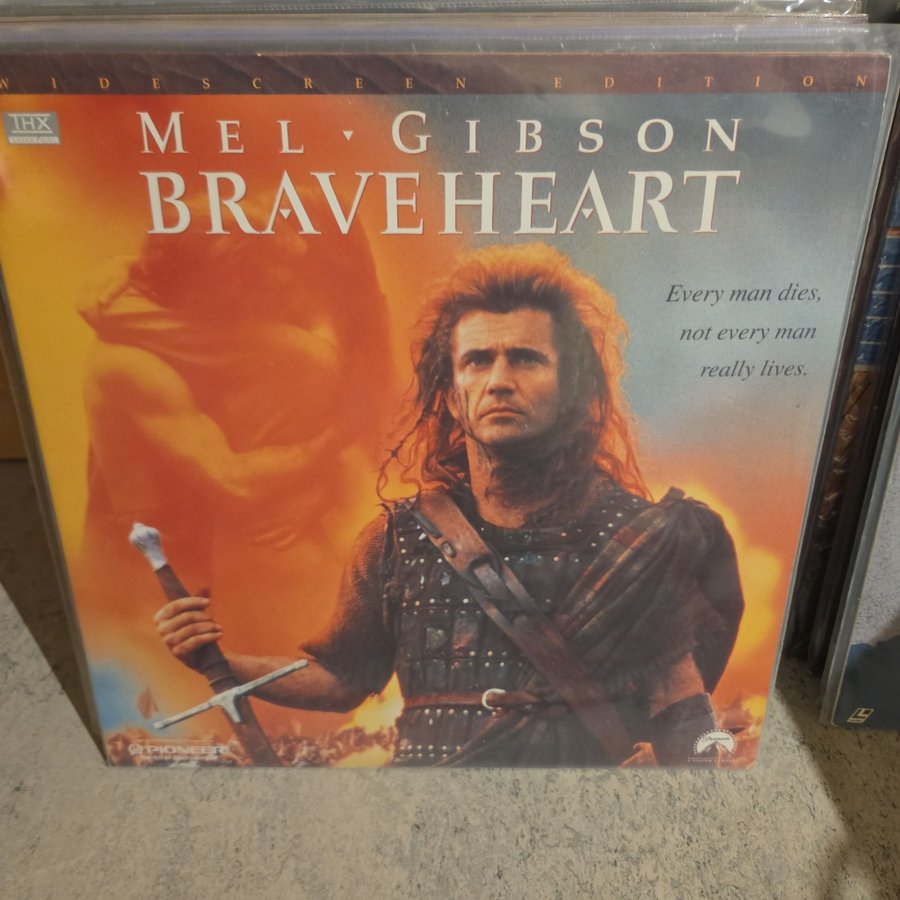 WIDESCREEN EDITION
THX
MEL GIBSON
BRAVEHEART
Every man dies,
not every man
really lives.
PIONEER